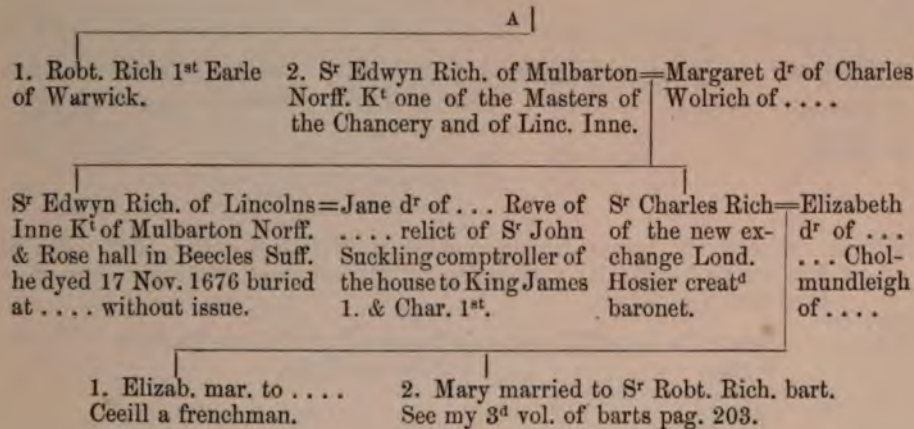 A
1. Robt. Rich 1st Earle
of Warwick.
2. Sr Edwyn Rich. of Mulbarton=Margaret dr of Charles
Norff. Kt one of the Masters of
the Chancery and of Linc. Inne.
Wolrich of . . . .
Sr Edwyn Rich. of Lincolns=Jane dr of . . . Reve of
Inne Kt of Mulbarton Norff.
& Rose hall in Beecles Suff.
he dyed 17 Nov. 1676 buried
at . . . . without issue.
. . . . relict of Sr John
Suckling comptroller of
the house to King James
1. & Char. 1st.
Sr Charles Rich=Elizabeth
of the new ex-
change Lond.
Hosier creatd
baronet.
dr of . . .
. . . Chol-
mundleigh
of . . . .
1. Elizab. mar. to . . . .
Ceeill a frenchman.
2. Mary married to Sr Robt. Rich. bart.
See my 3d vol. of barts pag. 203.